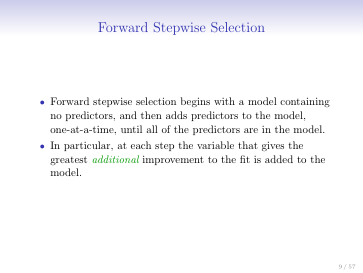 Forward Stepwise Selection
• Forward stepwise selection begins with a model containing
no predictors, and then adds predictors to the model,
one-at-a-time, until all of the predictors are in the model.
• In particular, at each step the variable that gives the
greatest additional improvement to the fit is added to the
model.
9 / 57